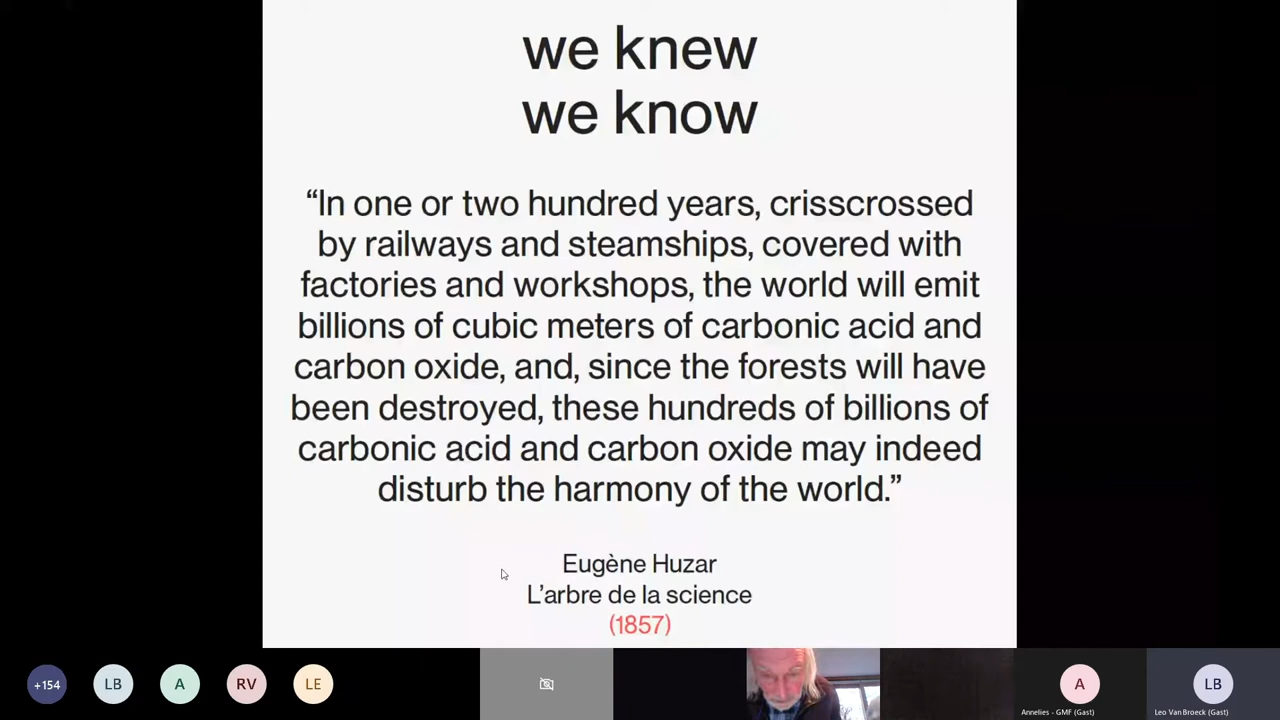 we knew
we know
“In one or two hundred years, crisscrossed
by railways and steamships, covered with
factories and workshops, the world will emit
billions of cubic meters of carbonic acid and
carbon oxide, and, since the forests will have
been destroyed, these hundreds of billions of
carbonic acid and carbon oxide may indeed
disturb the harmony of the world.”
Eugène Huzar
L’arbre de la science
(1857)
+154 LB A RV LE A LB
Annelies - GMF (Gast) Leo Van Broeck (Gast)